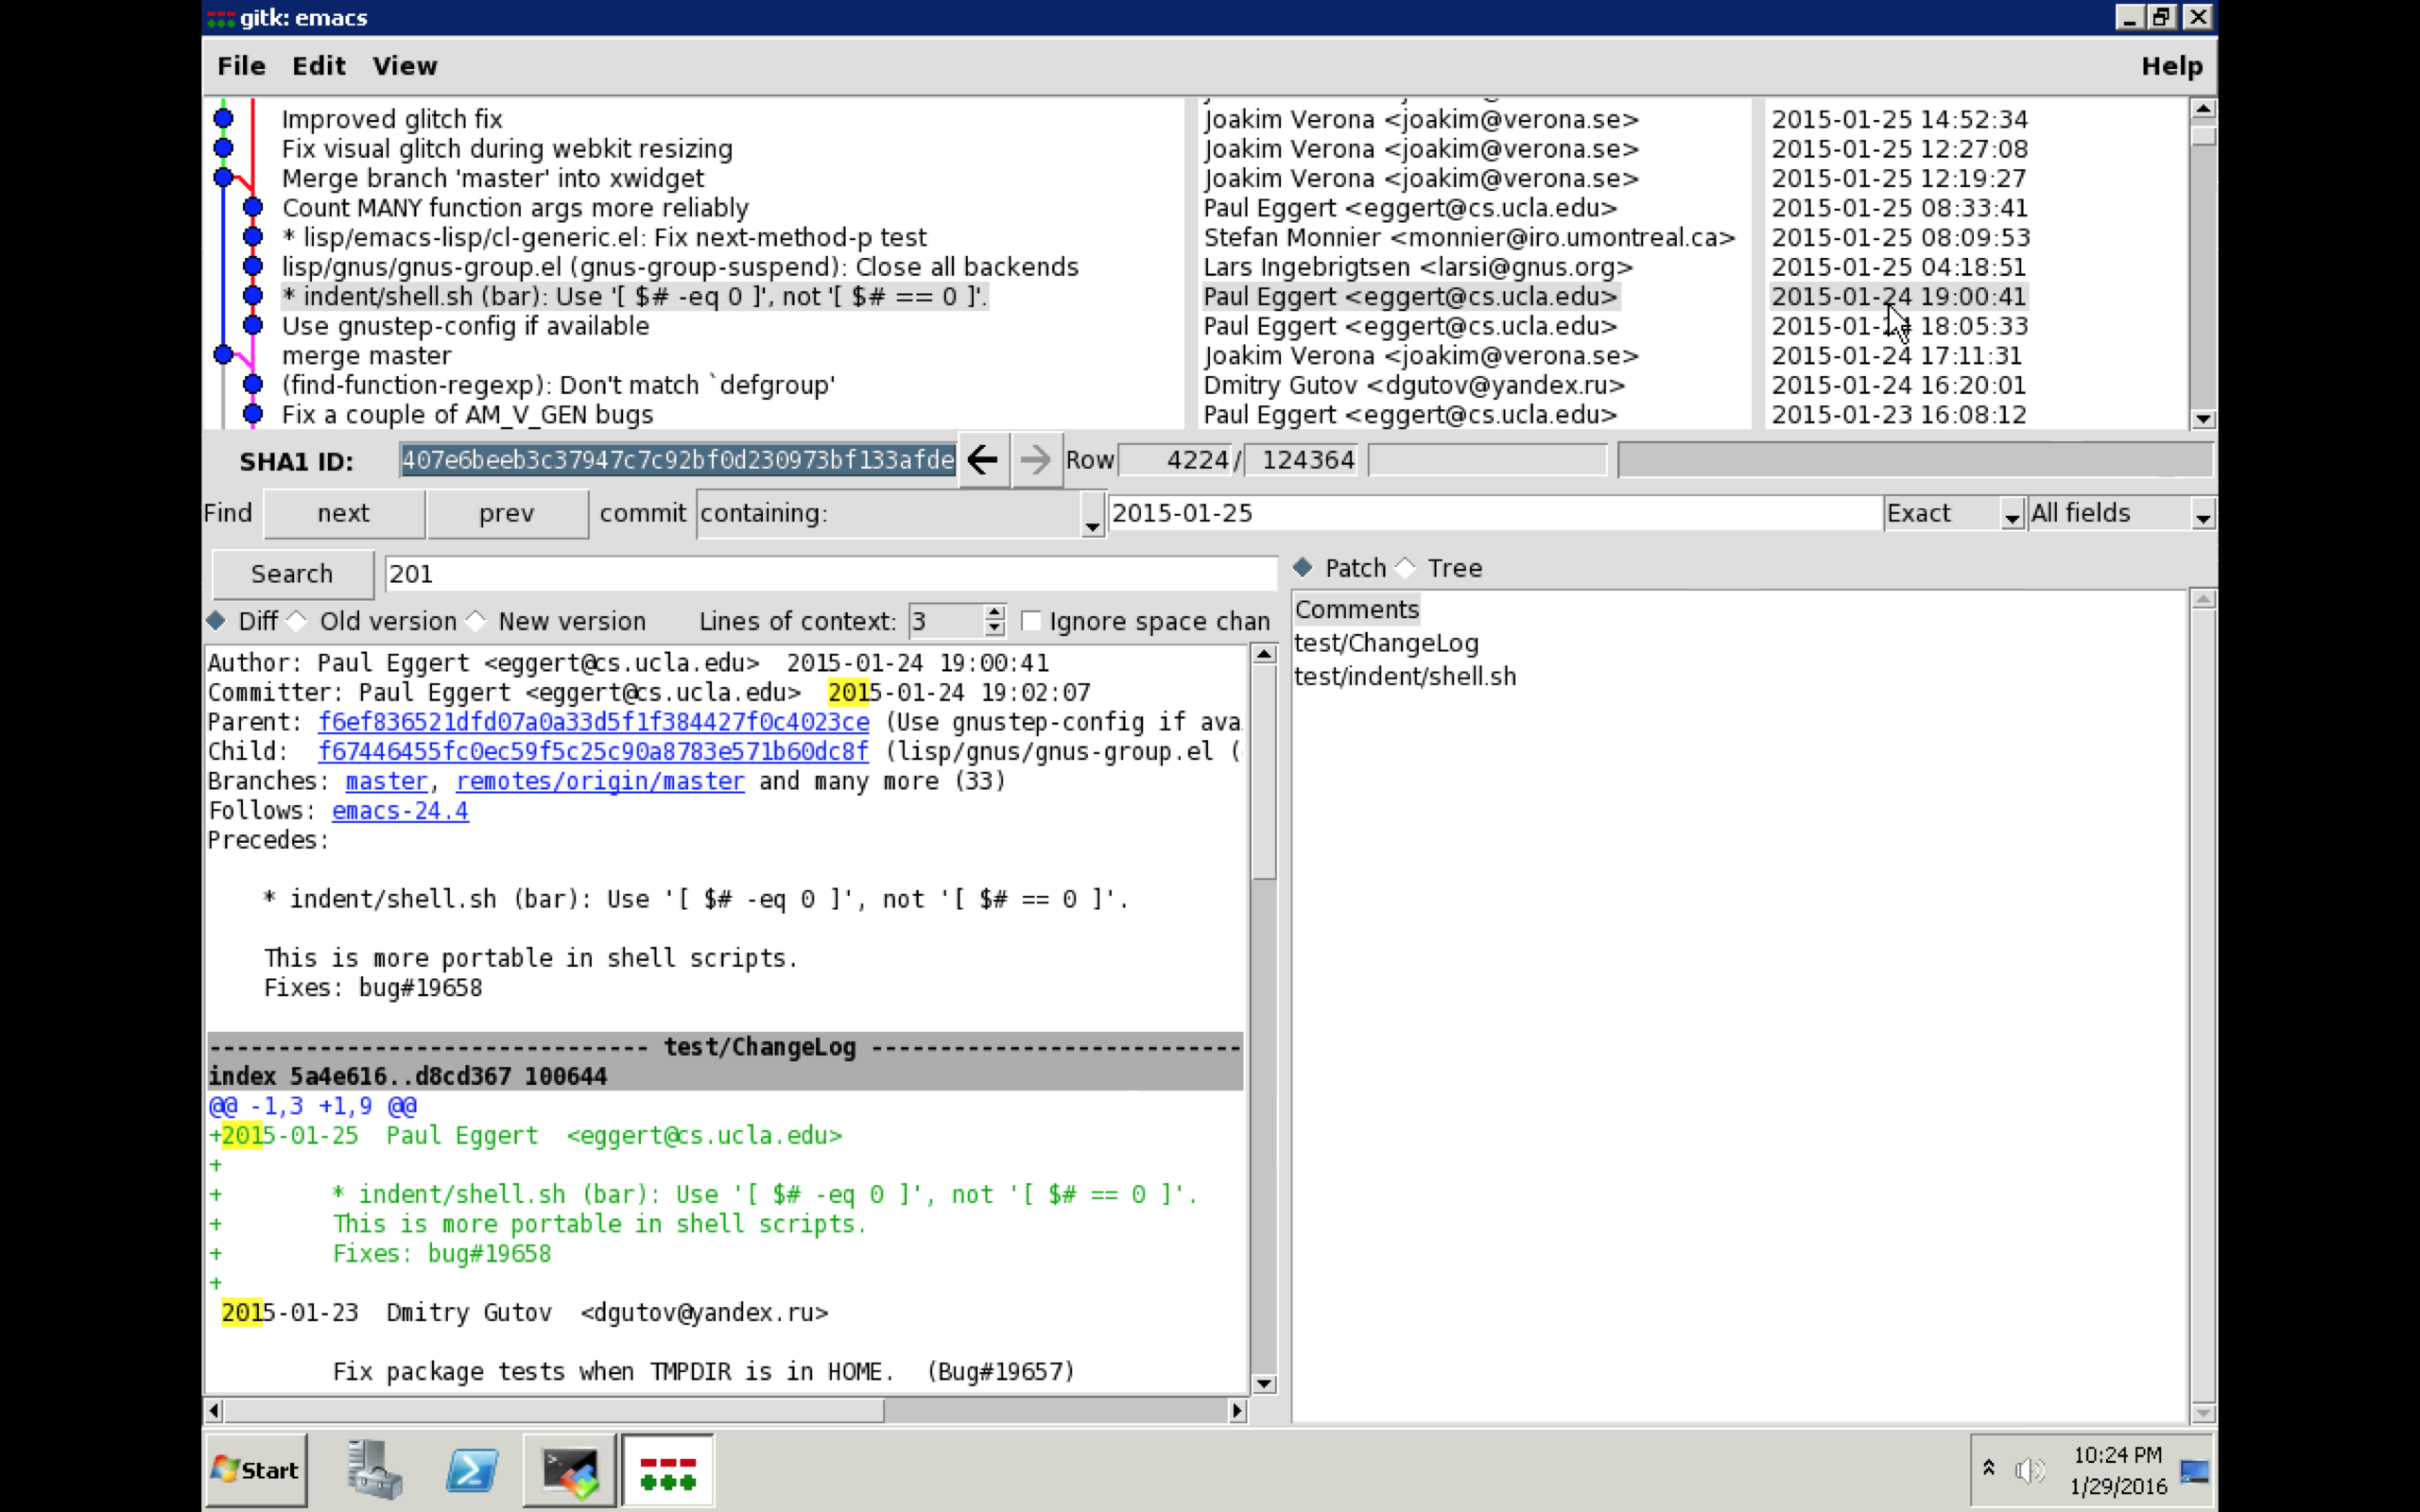 gitk: emacs
File Edit View Help
Improved glitch fix Joakim Verona <joakim@verona.se> 2015-01-25 14:52:34
Fix visual glitch during webkit resizing Joakim Verona <joakim@verona.se> 2015-01-25 12:27:08
Merge branch 'master' into xwidget Joakim Verona <joakim@verona.se> 2015-01-25 12:19:27
Count MANY function args more reliably Paul Eggert <eggert@cs.ucla.edu> 2015-01-25 08:33:41
* lisp/emacs-lisp/cl-generic.el: Fix next-method-p test Stefan Monnier <monnier@iro.umontreal.ca> 2015-01-25 08:09:53
lisp/gnus/gnus-group.el (gnus-group-suspend): Close all backends Lars Ingebrigtsen <larsi@gnus.org> 2015-01-25 04:18:51
* indent/shell.sh (bar): Use '[ $# -eq 0 ]', not '[ $# == 0 ]'. Paul Eggert <eggert@cs.ucla.edu> 2015-01-24 19:00:41
Use gnustep-config if available Paul Eggert <eggert@cs.ucla.edu> 2015-01-24 18:05:33
merge master Joakim Verona <joakim@verona.se> 2015-01-24 17:11:31
(find-function-regexp): Don't match `defgroup' Dmitry Gutov <dgutov@yandex.ru> 2015-01-24 16:20:01
Fix a couple of AM_V_GEN bugs Paul Eggert <eggert@cs.ucla.edu> 2015-01-23 16:08:12
SHA1 ID: 407e6beeb3c37947c7c92bf0d230973bf133afde Row 4224 / 124364
Find next prev commit containing: 2015-01-25 Exact All fields
Search 201
Patch Tree
Diff Old version New version Lines of context: 3 Ignore space chan
Comments
test/ChangeLog
test/indent/shell.sh
Author: Paul Eggert <eggert@cs.ucla.edu>  2015-01-24 19:00:41
Committer: Paul Eggert <eggert@cs.ucla.edu>  2015-01-24 19:02:07
Parent: f6ef836521dfd07a0a33d5f1f384427f0c4023ce (Use gnustep-config if ava
Child:  f67446455fc0ec59f5c25c90a8783e571b60dc8f (lisp/gnus/gnus-group.el (
Branches: master, remotes/origin/master and many more (33)
Follows: emacs-24.4
Precedes:
* indent/shell.sh (bar): Use '[ $# -eq 0 ]', not '[ $# == 0 ]'.
This is more portable in shell scripts.
Fixes: bug#19658
-------------------------------- test/ChangeLog ---------------------------
index 5a4e616..d8cd367 100644
@@ -1,3 +1,9 @@
+2015-01-25  Paul Eggert  <eggert@cs.ucla.edu>
+
+        * indent/shell.sh (bar): Use '[ $# -eq 0 ]', not '[ $# == 0 ]'.
+        This is more portable in shell scripts.
+        Fixes: bug#19658
+
2015-01-23  Dmitry Gutov  <dgutov@yandex.ru>
Fix package tests when TMPDIR is in HOME.  (Bug#19657)
Start
10:24 PM
1/29/2016